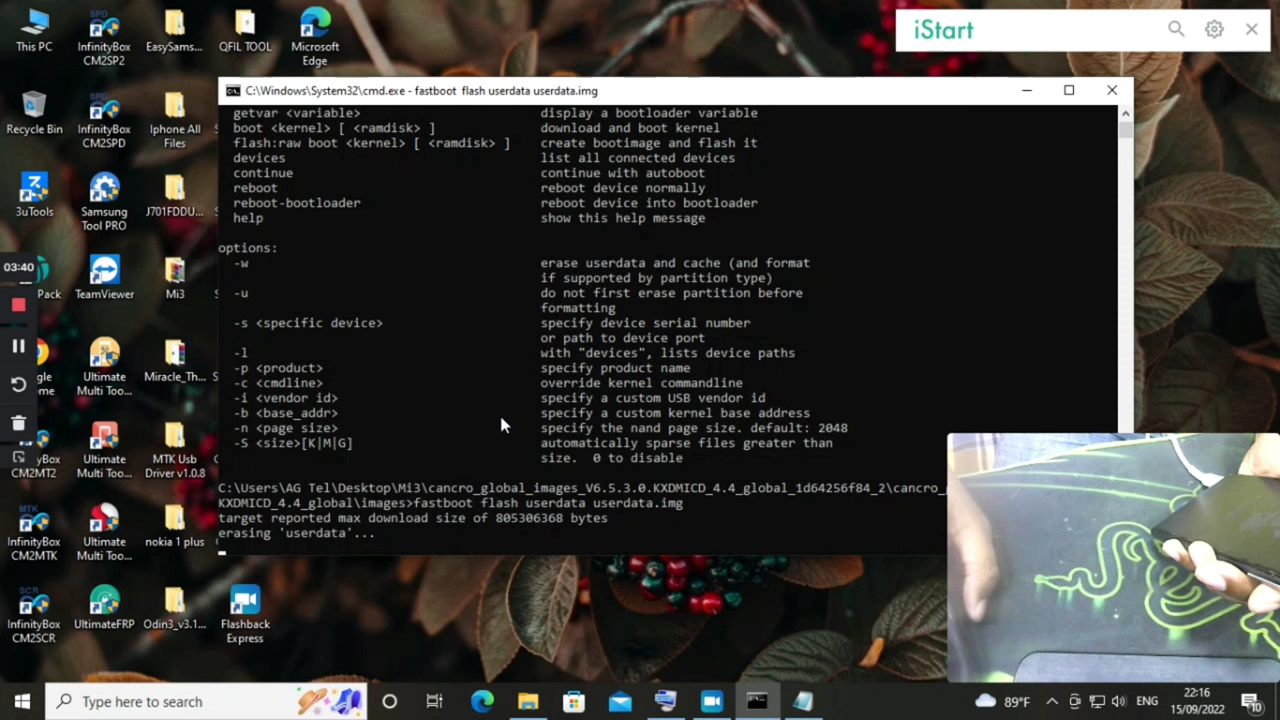 This PC
InfinityBox
CM2SP2
EasySams...
QFIL TOOL
Microsoft
Edge
iStart
Recycle Bin
InfinityBox
CM2SPD
Iphone All
Files
3uTools
Samsung
Tool PRO
J701FDDU...
03:40
Pack
TeamViewer
Mi3
gle
ome
Ultimate
Multi Too...
Miracle_Th...
CM2MT2
Ultimate
Multi Too...
MTK Usb
Driver v1.0.8
InfinityBox
CM2MTK
Ultimate
Multi Too...
nokia 1 plus
InfinityBox
CM2SCR
UltimateFRP
Odin3_v3.1...
Flashback
Express
C:\Windows\System32\cmd.exe - fastboot flash userdata userdata.img
getvar <variable> display a bootloader variable
boot <kernel> [ <ramdisk> ] download and boot kernel
flash:raw boot <kernel> [ <ramdisk> ] create bootimage and flash it
devices list all connected devices
continue continue with autoboot
reboot reboot device normally
reboot-bootloader reboot device into bootloader
help show this help message
options:
-w erase userdata and cache (and format
if supported by partition type)
-u do not first erase partition before
formatting
-s <specific device> specify device serial number
or path to device port
-l with "devices", lists device paths
-p <product> specify product name
-c <cmdline> override kernel commandline
-i <vendor id> specify a custom USB vendor id
-b <base_addr> specify a custom kernel base address
-n <page size> specify the nand page size. default: 2048
-S <size>[K|M|G] automatically sparse files greater than
size. 0 to disable
C:\Users\AG Tel\Desktop\Mi3\cancro_global_images_V6.5.3.0.KXDMICD_4.4_global_1d64256f84_2\cancro_
KXDMICD_4.4_global\images>fastboot flash userdata userdata.img
target reported max download size of 805306368 bytes
erasing 'userdata'...
Type here to search
89°F
ENG
22:16
15/09/2022
10